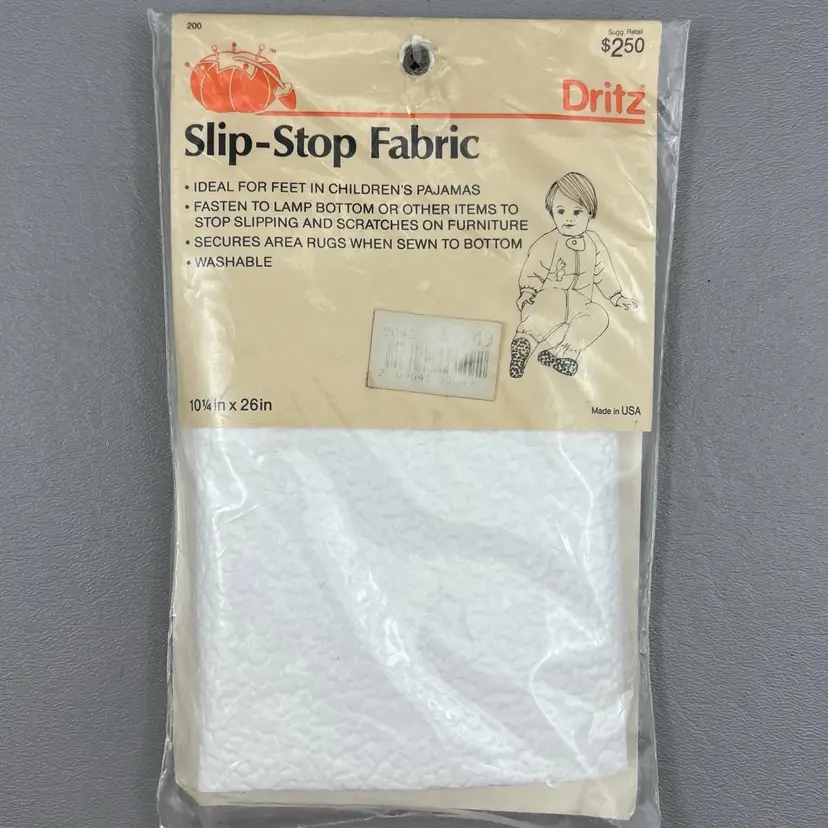 200
Sugg. Retail
$2.50
Dritz
Slip-Stop Fabric
• IDEAL FOR FEET IN CHILDREN'S PAJAMAS
• FASTEN TO LAMP BOTTOM OR OTHER ITEMS TO
STOP SLIPPING AND SCRATCHES ON FURNITURE
• SECURES AREA RUGS WHEN SEWN TO BOTTOM
• WASHABLE
10¼ in x 26in
Made in USA